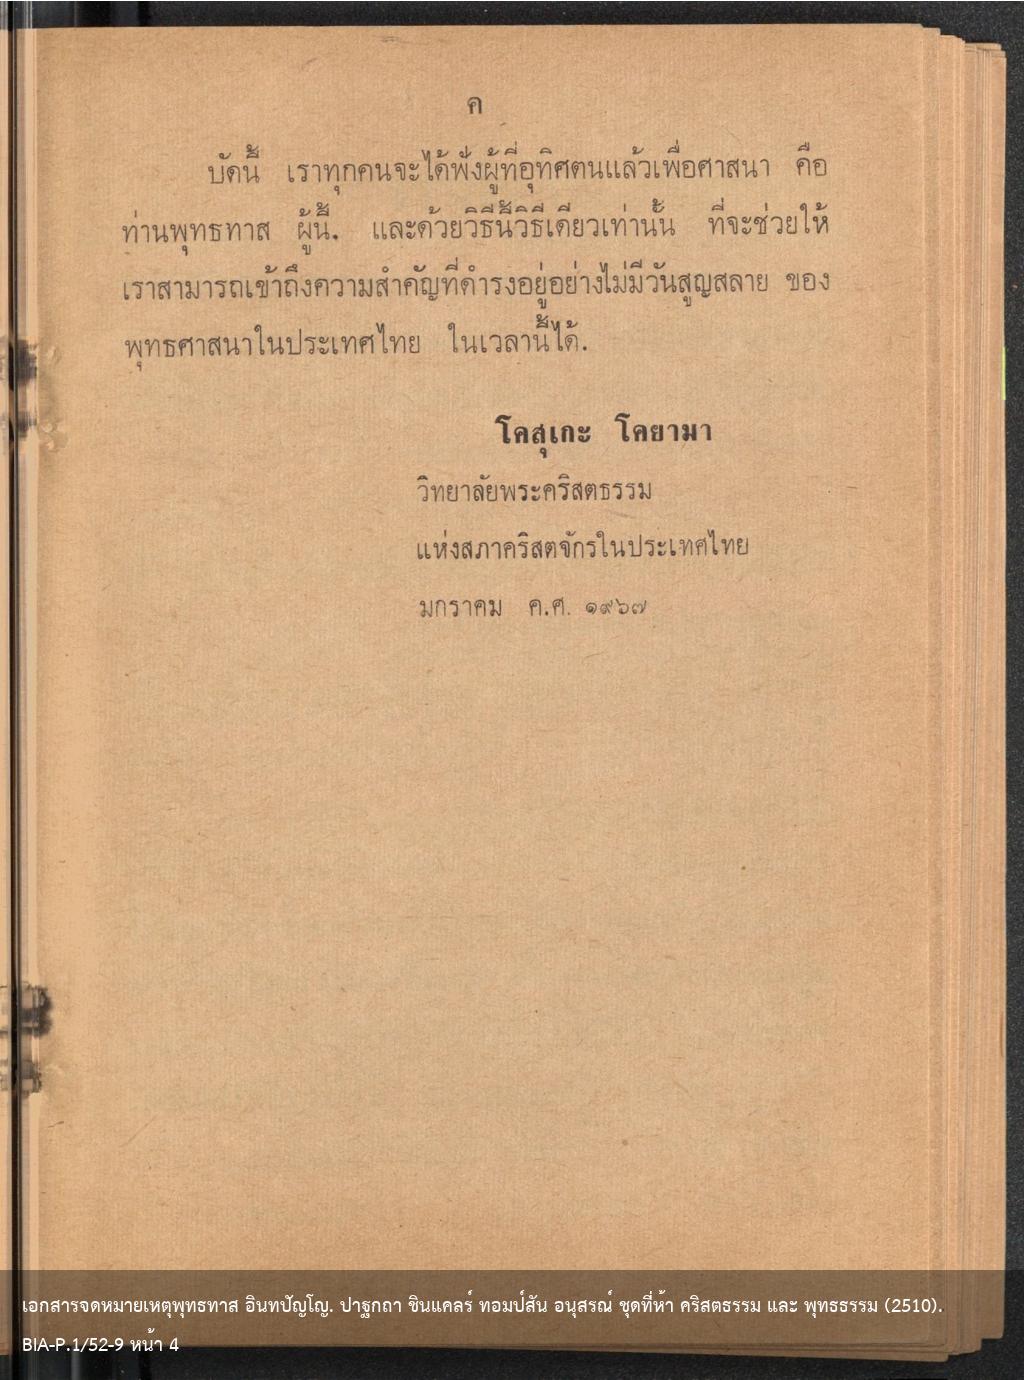 ค
บัดนี้ เราทุกคนจะได้ฟังผู้ที่อุทิศตนแล้วเพื่อศาสนา คือ
ท่านพุทธทาส ผู้นี้. และด้วยวิธีนี้วิธีเดียวเท่านั้น ที่จะช่วยให้
เราสามารถเข้าถึงความสำคัญที่ดำรงอยู่อย่างไม่มีวันสูญสลาย ของ
พุทธศาสนาในประเทศไทย ในเวลานี้ได้.
โคสุเกะ โคยามา
วิทยาลัยพระคริสตธรรม
แห่งสภาคริสตจักรในประเทศไทย
มกราคม ค.ศ. ๑๙๖๗
เอกสารจดหมายเหตุพุทธทาส อินทปัญโญ. ปาฐกถา ซินแคลร์ ทอมป์สัน อนุสรณ์ ชุดที่ห้า คริสตธรรม และ พุทธธรรม (2510).
BIA-P.1/52-9 หน้า 4